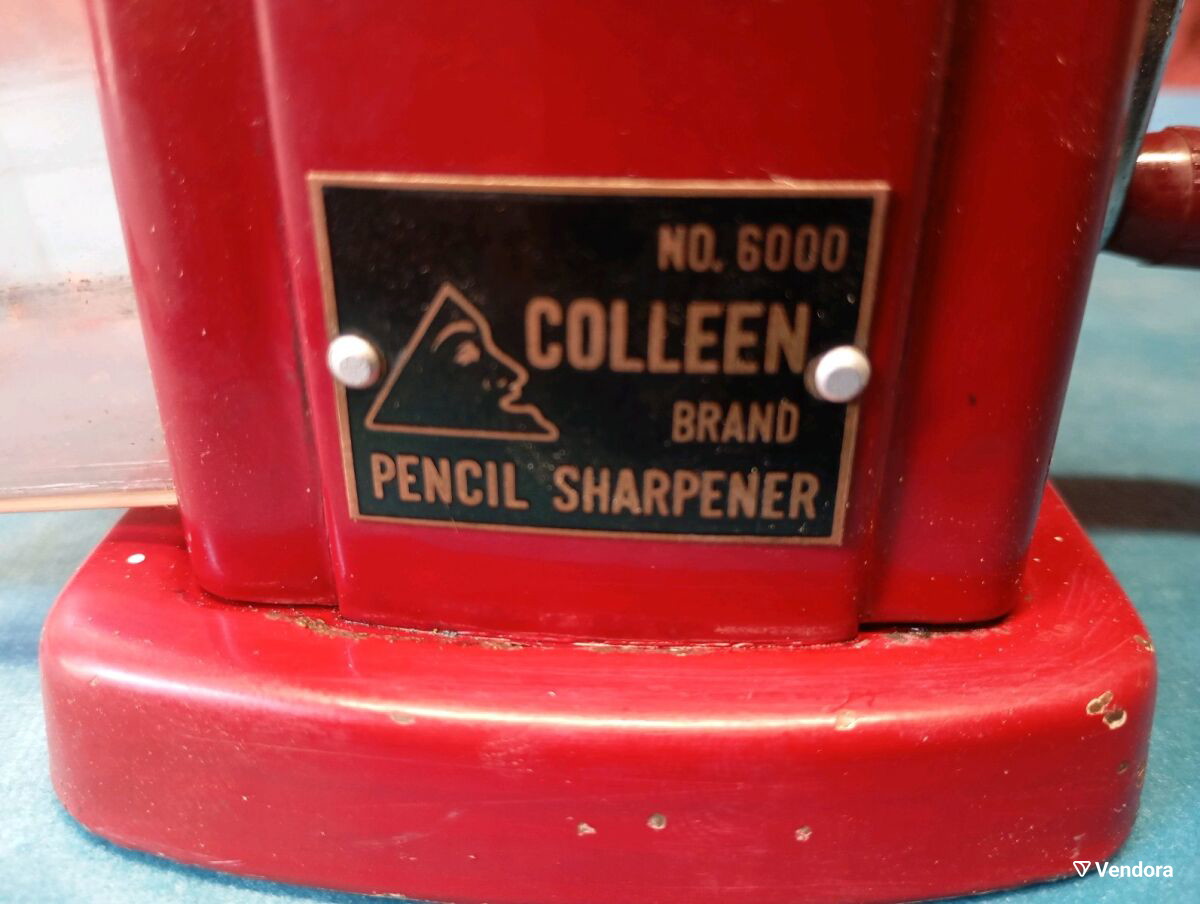 NO. 6000
COLLEEN
BRAND
PENCIL SHARPENER
Vendora